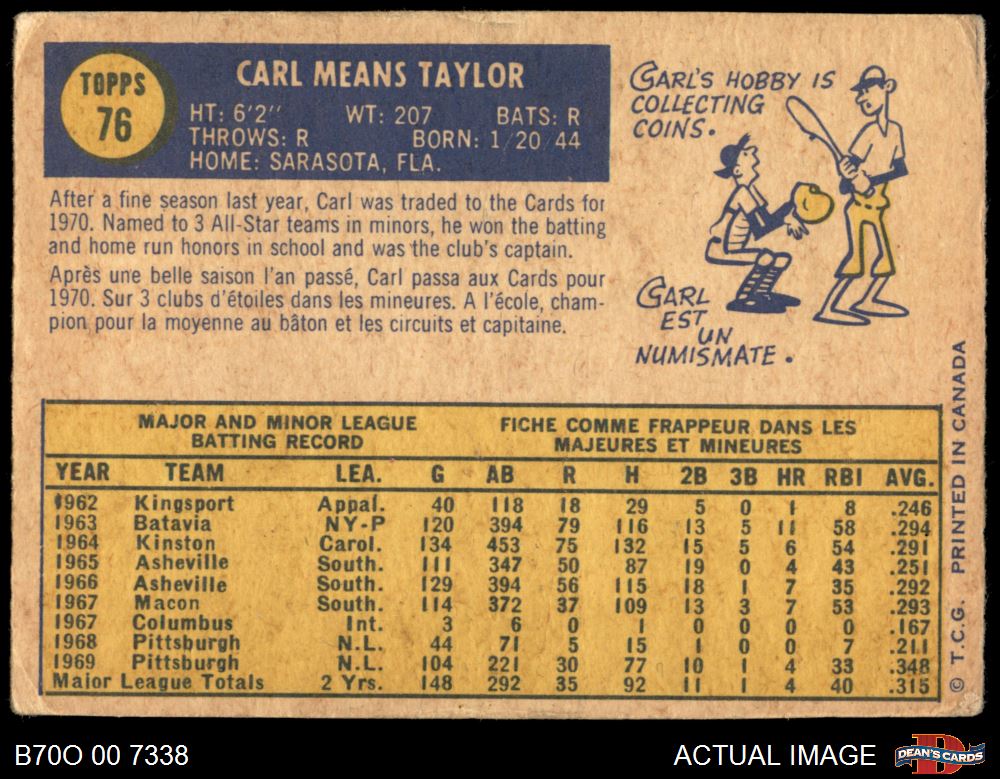 TOPPS
76
CARL MEANS TAYLOR
HT: 6'2'' WT: 207 BATS: R
THROWS: R BORN: 1/20/44
HOME: SARASOTA, FLA.
After a fine season last year, Carl was traded to the Cards for
1970. Named to 3 All-Star teams in minors, he won the batting
and home run honors in school and was the club's captain.
Après une belle saison l'an passé, Carl passa aux Cards pour
1970. Sur 3 clubs d'étoiles dans les mineures. A l'école, cham-
pion pour la moyenne au bâton et les circuits et capitaine.
CARL'S HOBBY IS
COLLECTING
COINS.
CARL
EST
UN
NUMISMATE.
MAJOR AND MINOR LEAGUE
BATTING RECORD
FICHE COMME FRAPPEUR DANS LES
MAJEURES ET MINEURES
YEAR TEAM LEA. G AB R H 2B 3B HR RBI AVG.
1962 Kingsport Appal. 40 118 18 29 5 0 1 8 .246
1963 Batavia NY-P 120 394 79 116 13 5 11 58 .294
1964 Kinston Carol. 134 453 75 132 15 5 6 54 .291
1965 Asheville South. 111 347 50 87 19 0 4 43 .251
1966 Asheville South. 129 394 56 115 18 1 7 35 .292
1967 Macon South. 114 372 37 109 13 3 7 53 .293
1967 Columbus Int. 3 6 0 1 0 0 0 0 .167
1968 Pittsburgh N.L. 44 71 5 15 1 0 0 7 .211
1969 Pittsburgh N.L. 104 221 30 77 10 1 4 33 .348
Major League Totals 2 Yrs. 148 292 35 92 11 1 4 40 .315
© T.C.G. PRINTED IN CANADA
B70O 00 7338
ACTUAL IMAGE
DEAN'S CARDS